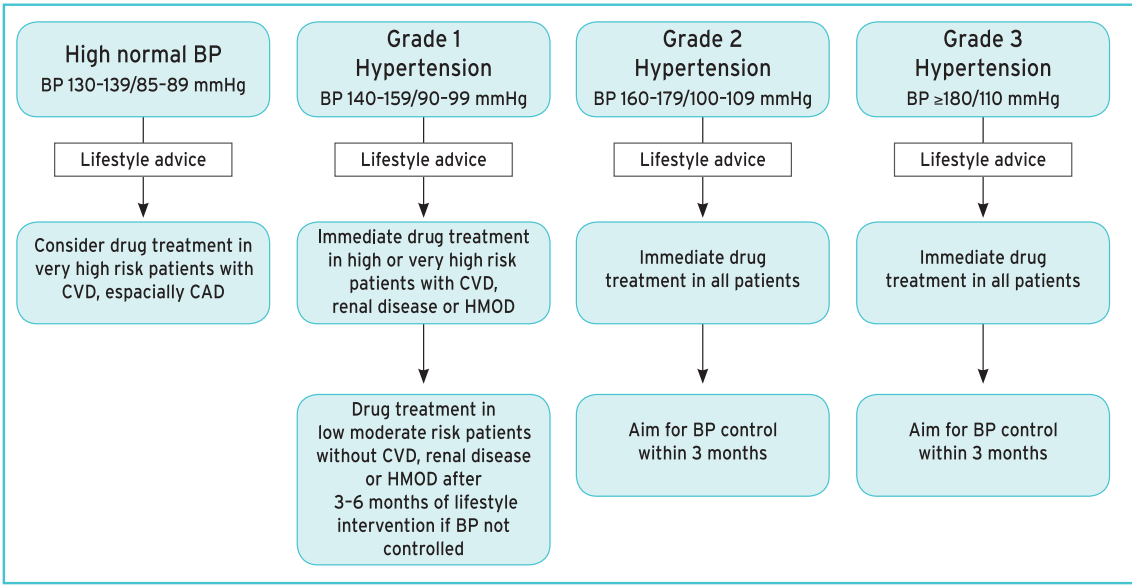 High normal BP
BP 130–139/85–89 mmHg
Lifestyle advice
Consider drug treatment in
very high risk patients with
CVD, espacially CAD
Grade 1
Hypertension
BP 140–159/90–99 mmHg
Lifestyle advice
Immediate drug treatment
in high or very high risk
patients with CVD,
renal disease or HMOD
Drug treatment in
low moderate risk patients
without CVD, renal disease
or HMOD after
3–6 months of lifestyle
intervention if BP not
controlled
Grade 2
Hypertension
BP 160–179/100–109 mmHg
Lifestyle advice
Immediate drug
treatment in all patients
Aim for BP control
within 3 months
Grade 3
Hypertension
BP ≥180/110 mmHg
Lifestyle advice
Immediate drug
treatment in all patients
Aim for BP control
within 3 months